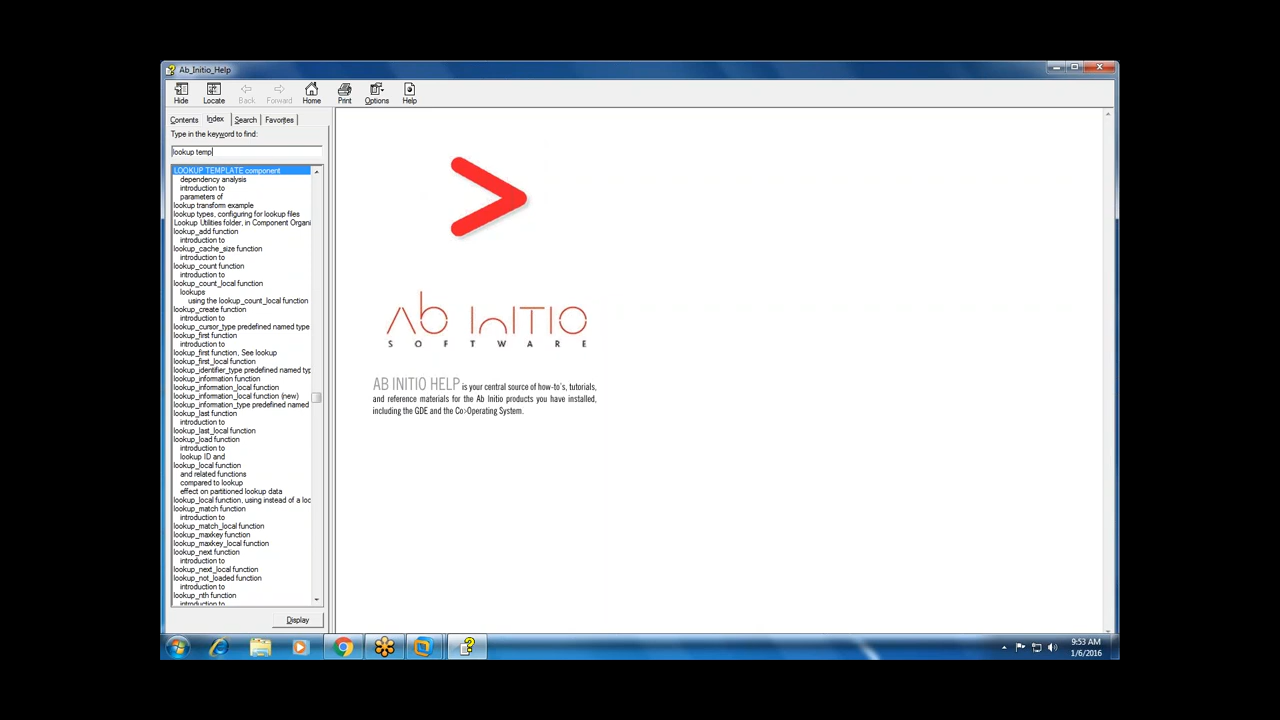 Ab_Initio_Help
Hide
Locate
Back
Forward
Home
Print
Options
Help
Contents
Index
Search
Favorites
Type in the keyword to find:
lookup temp
LOOKUP TEMPLATE component
dependency analysis
introduction to
parameters of
lookup transform example
lookup types, configuring for lookup files
Lookup Utilities folder, in Component Organi
lookup_add function
introduction to
lookup_cache_size function
introduction to
lookup_count function
introduction to
lookup_count_local function
lookups
using the lookup_count_local function
lookup_create function
introduction to
lookup_cursor_type predefined named type
lookup_first function
introduction to
lookup_first function, See lookup
lookup_first_local function
lookup_identifier_type predefined named typ
lookup_information function
lookup_information_local function
lookup_information_local function (new)
lookup_information_type predefined named
lookup_last function
introduction to
lookup_last_local function
lookup_load function
introduction to
lookup ID and
lookup_local function
and related functions
compared to lookup
effect on partitioned lookup data
lookup_local function, using instead of a loc
lookup_match function
introduction to
lookup_match_local function
lookup_maxkey function
lookup_maxkey_local function
lookup_next function
introduction to
lookup_next_local function
lookup_not_loaded function
introduction to
lookup_nth function
introduction to
Display
Ab Initio
SOFTWARE
AB INITIO HELP is your central source of how-to's, tutorials,
and reference materials for the Ab Initio products you have installed,
including the GDE and the Co>Operating System.
9:53 AM
1/6/2016